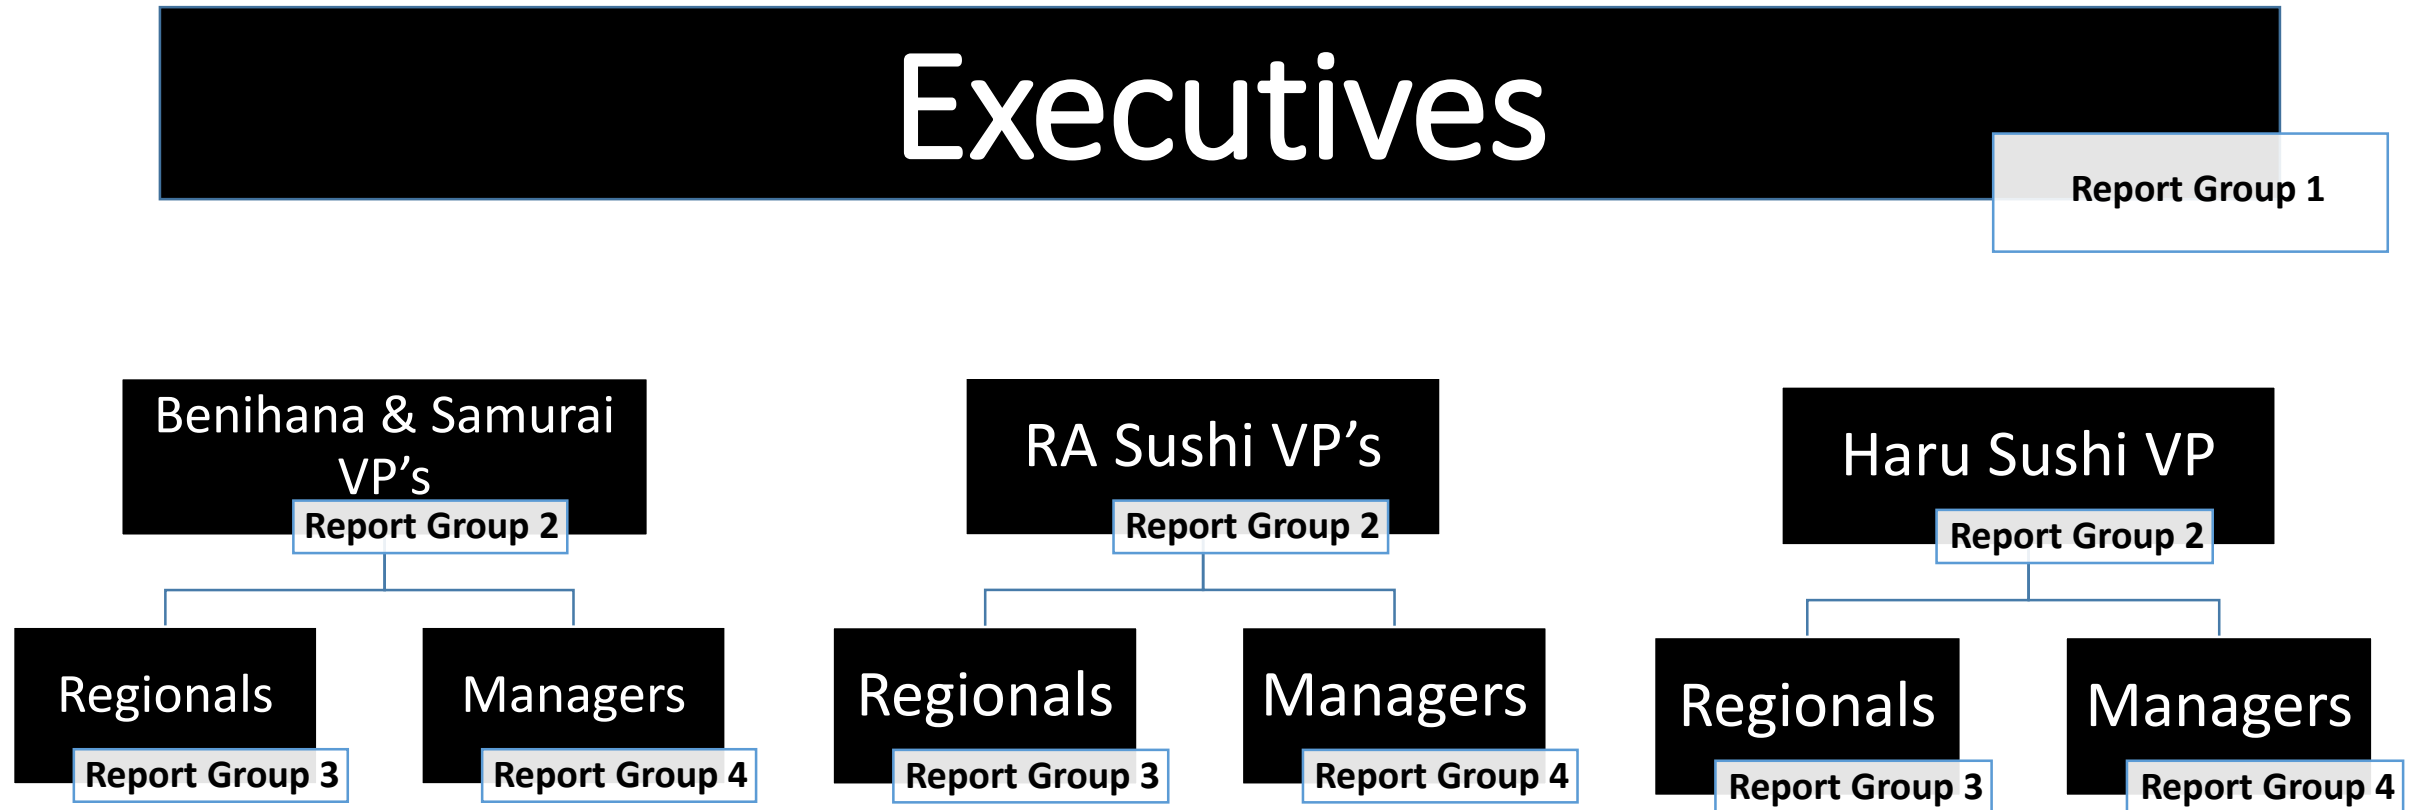 Executives
Report Group 1
Benihana & Samurai
VP’s
Report Group 2
RA Sushi VP’s
Report Group 2
Haru Sushi VP
Report Group 2
Regionals
Report Group 3
Managers
Report Group 4
Regionals
Report Group 3
Managers
Report Group 4
Regionals
Report Group 3
Managers
Report Group 4